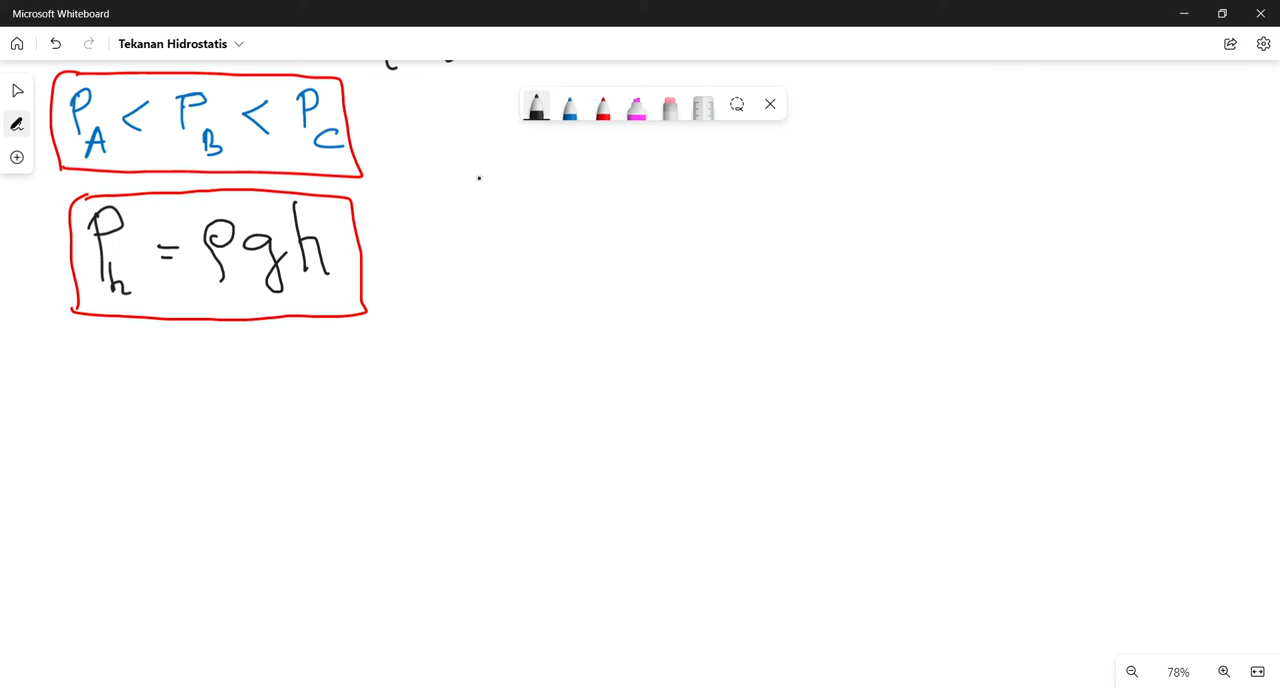 Microsoft Whiteboard
Tekanan Hidrostatis
P_A < P_B < P_C
P_h = ρgh
78%